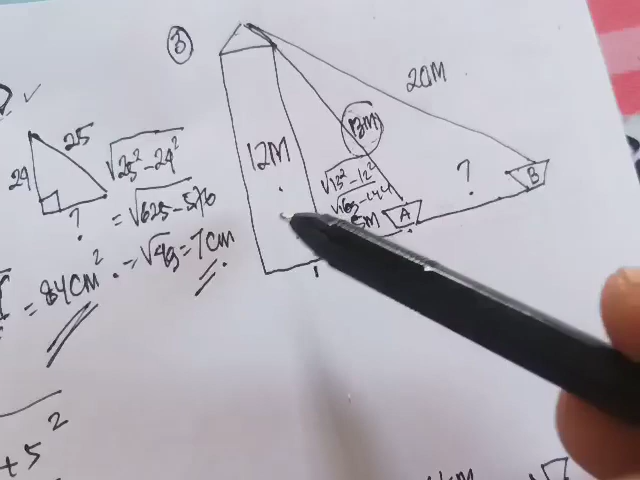 3
20M
25
√25² - 24²
24
12M
13M
√13² - 12²
√169 - 144
5M
A
?
B
?
= √625 - 576
= √49 = 7cm
= 84cm²
+ 5²